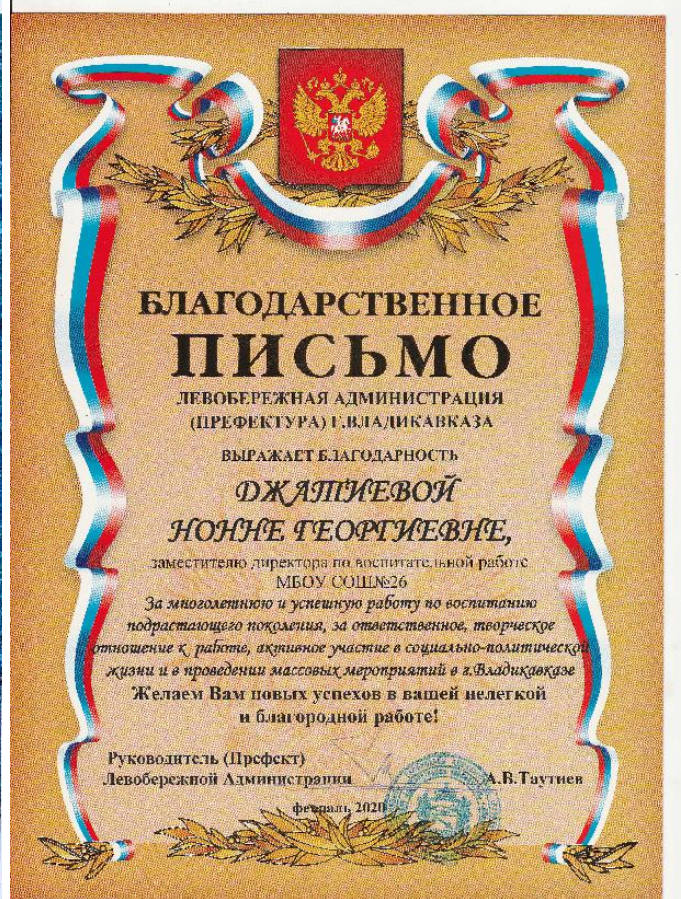 БЛАГОДАРСТВЕННОЕ
ПИСЬМО
ЛЕВОБЕРЕЖНАЯ АДМИНИСТРАЦИЯ
(ПРЕФЕКТУРА) Г.ВЛАДИКАВКАЗА
ВЫРАЖАЕТ БЛАГОДАРНОСТЬ
ДЖАТИЕВОЙ
НОННЕ ГЕОРГИЕВНЕ,
заместителю директора по воспитательной работе
МБОУ СОШ№26
За многолетнюю и успешную работу по воспитанию
подрастающего поколения, за ответственное, творческое
отношение к работе, активное участие в социально-политической
жизни и в проведении массовых мероприятий в г.Владикавказе
Желаем Вам новых успехов в вашей нелегкой
и благородной работе!
Руководитель (Префект)
Левобережной Администрации А.В.Таутиев
февраль, 2020